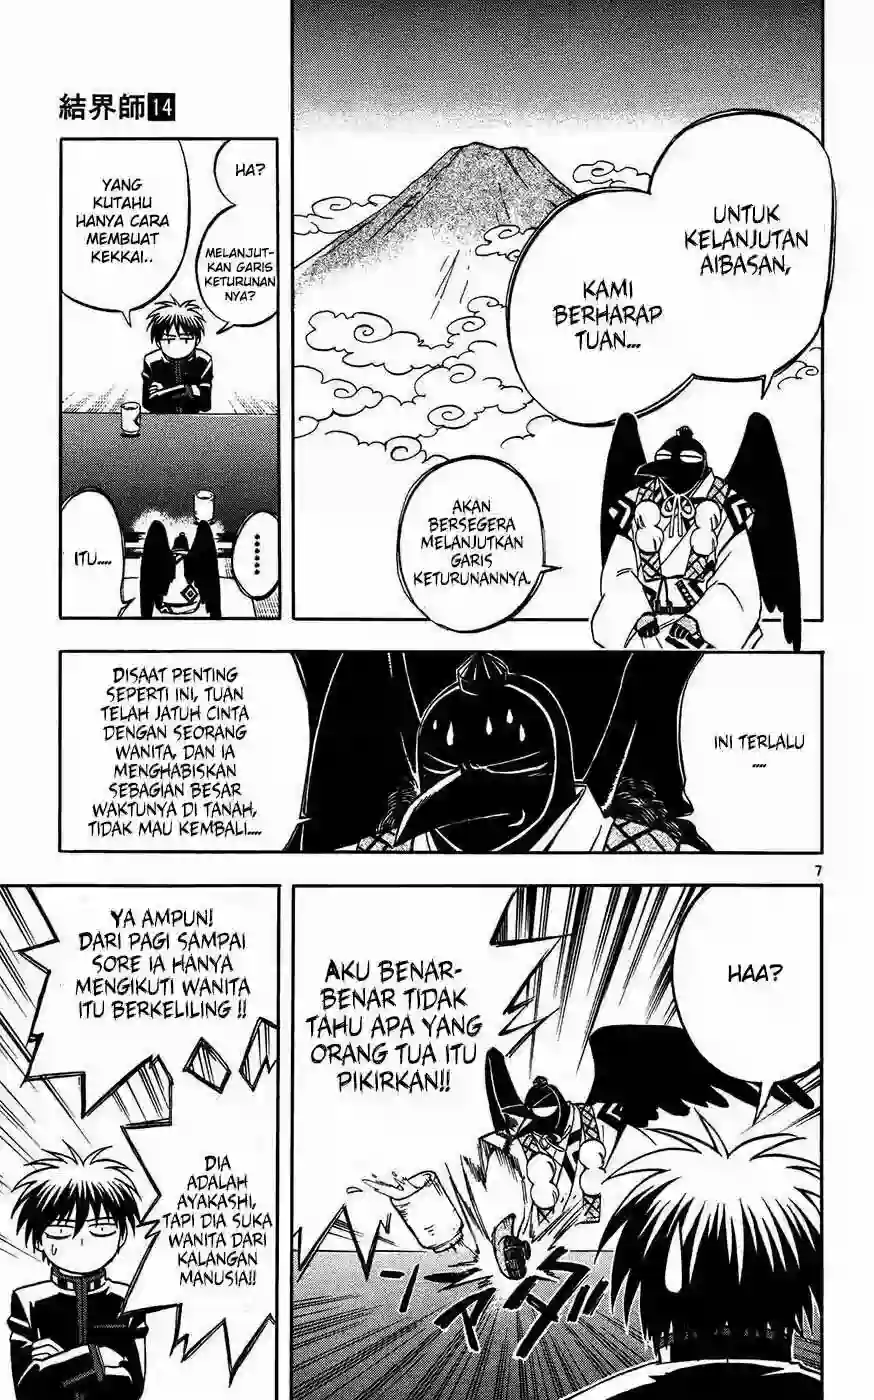 結界師14
UNTUK
KELANJUTAN
AIBASAN,
KAMI
BERHARAP
TUAN...
AKAN
BERSEGERA
MELANJUTKAN
GARIS
KETURUNANNYA.
HA?
MELANJUT-
KAN GARIS
KETURUNAN
NYA?
YANG
KUTAHU
HANYA CARA
MEMBUAT
KEKKAI..
ITU....
INI TERLALU
....
DISAAT PENTING
SEPERTI INI, TUAN
TELAH JATUH CINTA
DENGAN SEORANG
WANITA, DAN IA
MENGHABISKAN
SEBAGIAN BESAR
WAKTUNYA DI TANAH,
TIDAK MAU KEMBALI....
7
HAA?
AKU BENAR-
BENAR TIDAK
TAHU APA YANG
ORANG TUA ITU
PIKIRKAN!!
YA AMPUN!
DARI PAGI SAMPAI
SORE IA HANYA
MENGIKUTI WANITA
ITU BERKELILING !!
DIA
ADALAH
AYAKASHI,
TAPI DIA SUKA
WANITA DARI
KALANGAN
MANUSIA!!